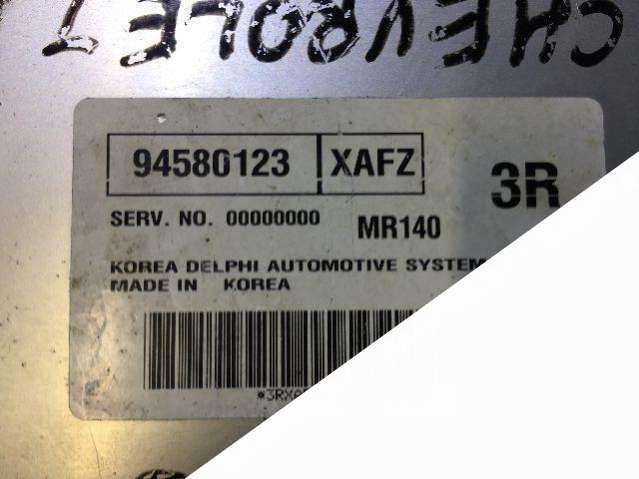 CHEVROLET
94580123 XAFZ
3R
SERV. NO. 00000000 MR140
KOREA DELPHI AUTOMOTIVE SYSTEM
MADE IN KOREA